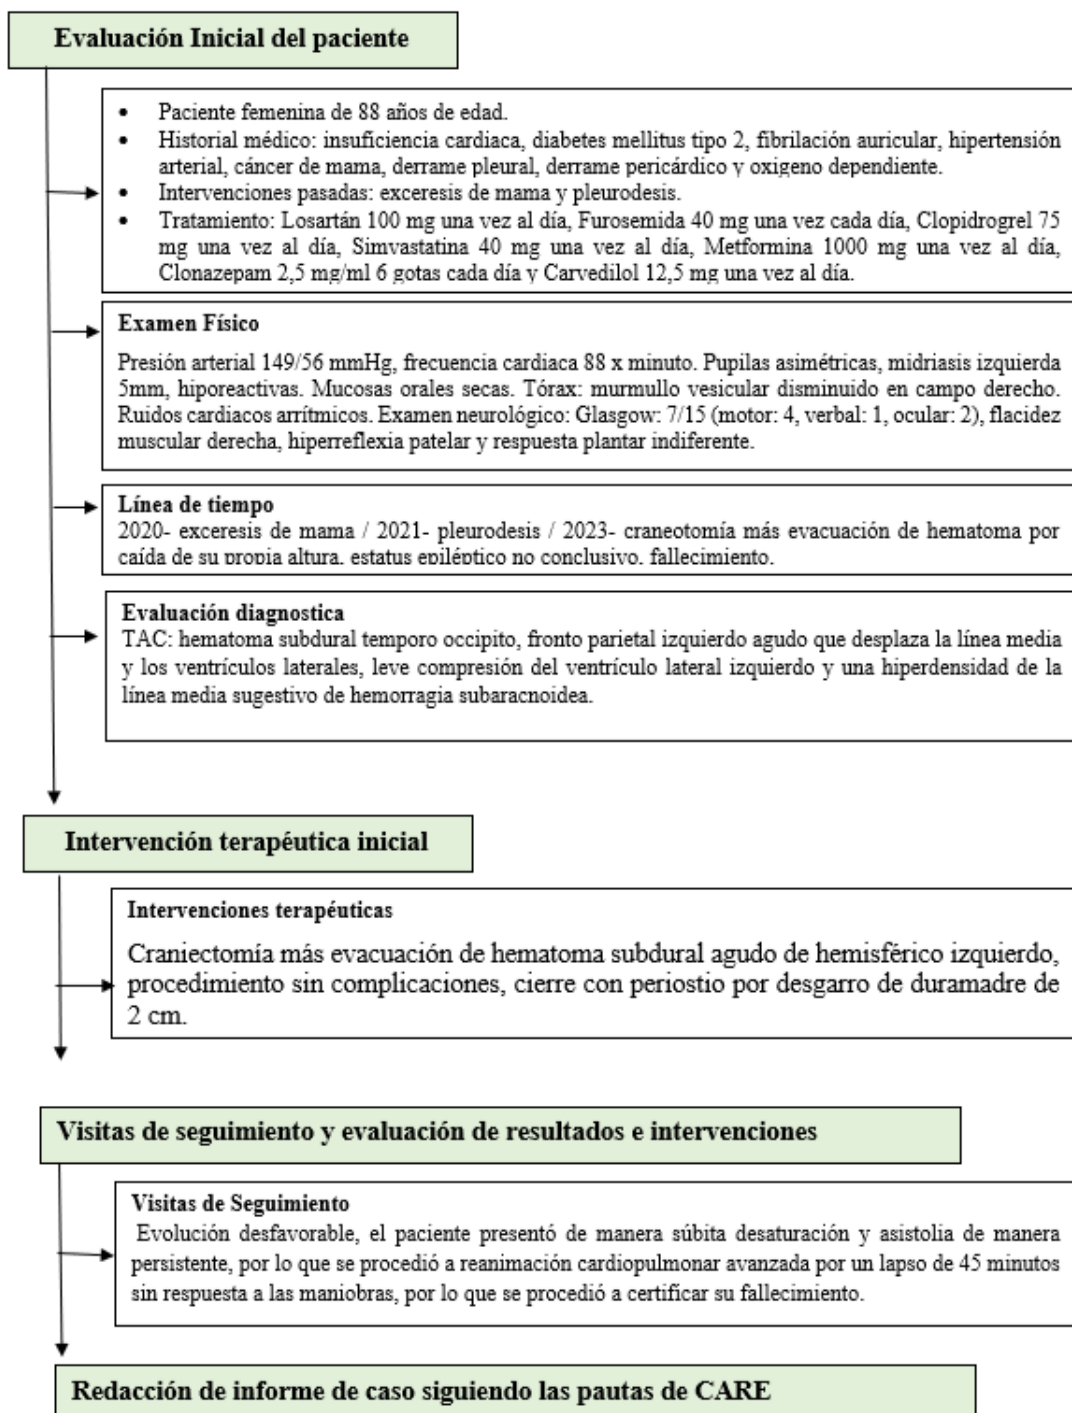 Evaluación Inicial del paciente
• Paciente femenina de 88 años de edad.
• Historial médico: insuficiencia cardiaca, diabetes mellitus tipo 2, fibrilación auricular, hipertensión
arterial, cáncer de mama, derrame pleural, derrame pericárdico y oxigeno dependiente.
• Intervenciones pasadas: exceresis de mama y pleurodesis.
• Tratamiento: Losartán 100 mg una vez al día, Furosemida 40 mg una vez cada día, Clopidrogrel 75
mg una vez al día, Simvastatina 40 mg una vez al día, Metformina 1000 mg una vez al día,
Clonazepam 2,5 mg/ml 6 gotas cada día y Carvedilol 12,5 mg una vez al día.
Examen Físico
Presión arterial 149/56 mmHg, frecuencia cardiaca 88 x minuto. Pupilas asimétricas, midriasis izquierda
5mm, hiporeactivas. Mucosas orales secas. Tórax: murmullo vesicular disminuido en campo derecho.
Ruidos cardiacos arrítmicos. Examen neurológico: Glasgow: 7/15 (motor: 4, verbal: 1, ocular: 2), flacidez
muscular derecha, hiperreflexia patelar y respuesta plantar indiferente.
Línea de tiempo
2020- exceresis de mama / 2021- pleurodesis / 2023- craneotomía más evacuación de hematoma por
caída de su propia altura, estatus epiléptico no conclusivo, fallecimiento.
Evaluación diagnostica
TAC: hematoma subdural temporo occipito, fronto parietal izquierdo agudo que desplaza la línea media
y los ventrículos laterales, leve compresión del ventrículo lateral izquierdo y una hiperdensidad de la
línea media sugestivo de hemorragia subaracnoidea.
Intervención terapéutica inicial
Intervenciones terapéuticas
Craniectomía más evacuación de hematoma subdural agudo de hemisférico izquierdo,
procedimiento sin complicaciones, cierre con periostio por desgarro de duramadre de
2 cm.
Visitas de seguimiento y evaluación de resultados e intervenciones
Visitas de Seguimiento
Evolución desfavorable, el paciente presentó de manera súbita desaturación y asistolia de manera
persistente, por lo que se procedió a reanimación cardiopulmonar avanzada por un lapso de 45 minutos
sin respuesta a las maniobras, por lo que se procedió a certificar su fallecimiento.
Redacción de informe de caso siguiendo las pautas de CARE